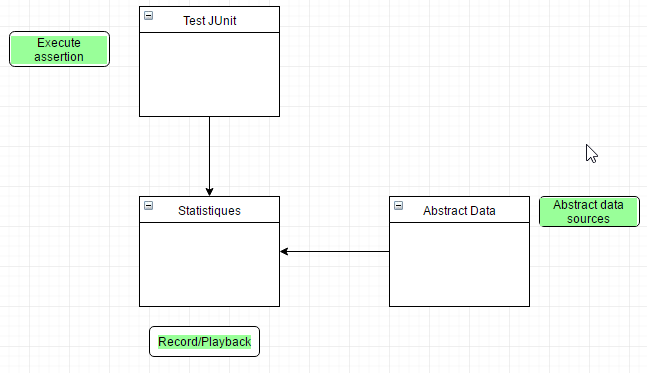 Test JUnit
Execute
assertion
Statistiques
Abstract Data
Abstract data
sources
Record/Playback